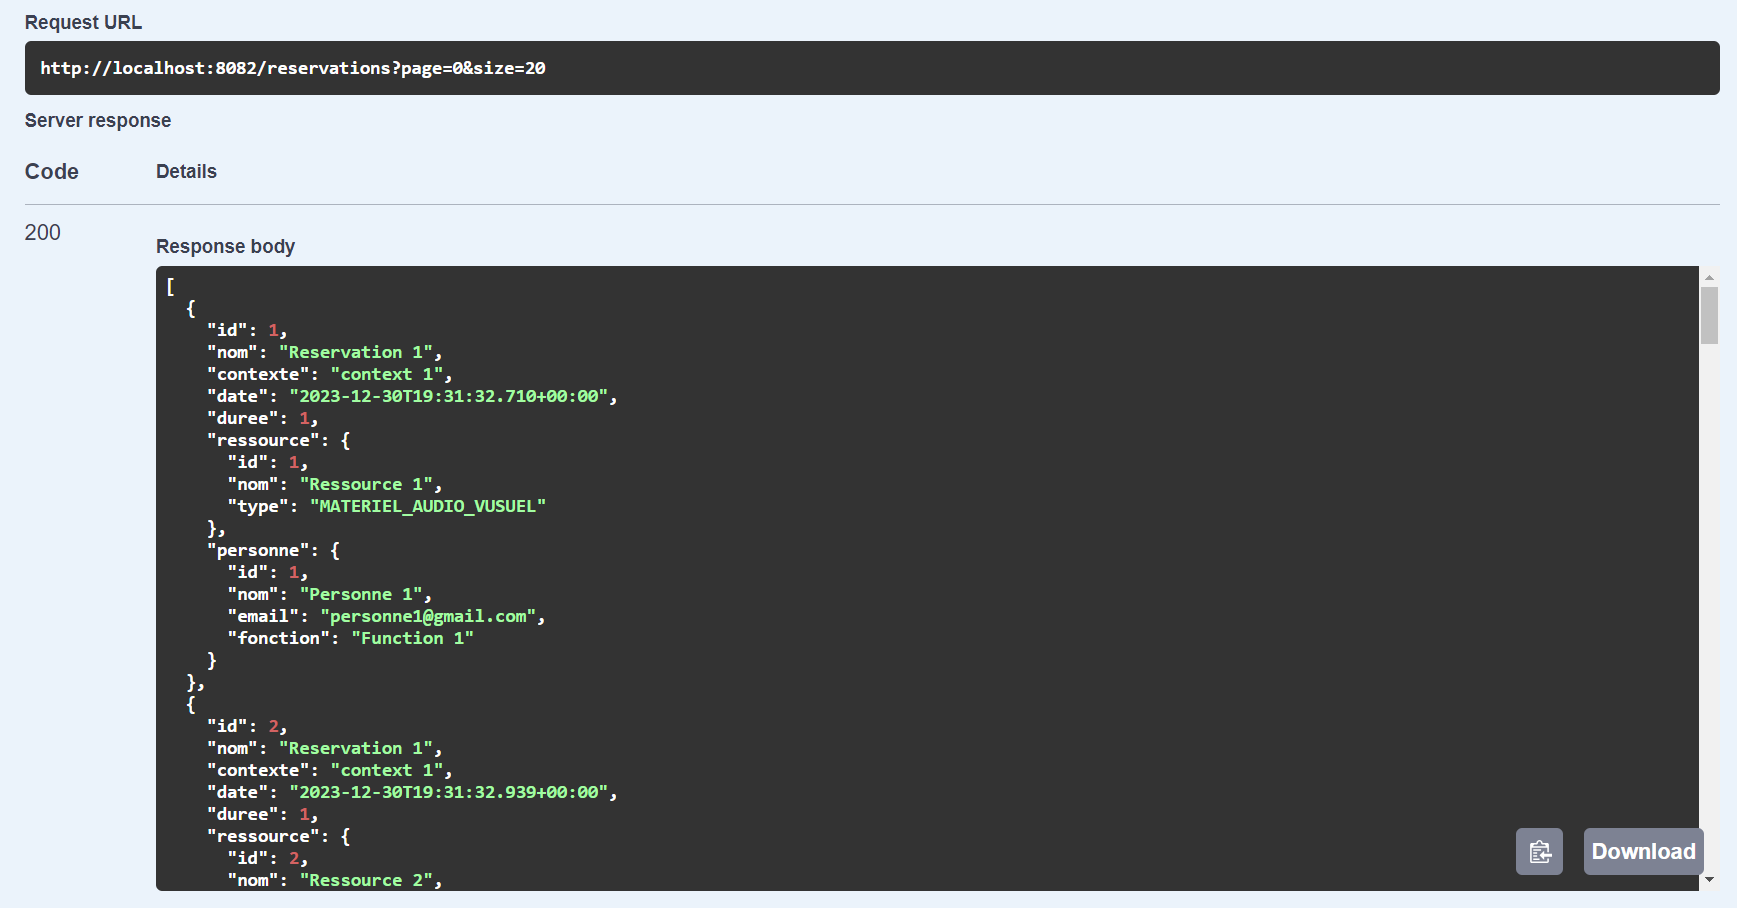 Request URL
http://localhost:8082/reservations?page=0&size=20
Server response
Code Details
200
Response body
[
  {
    "id": 1,
    "nom": "Reservation 1",
    "contexte": "context 1",
    "date": "2023-12-30T19:31:32.710+00:00",
    "duree": 1,
    "ressource": {
      "id": 1,
      "nom": "Ressource 1",
      "type": "MATERIEL_AUDIO_VUSUEL"
    },
    "personne": {
      "id": 1,
      "nom": "Personne 1",
      "email": "personne1@gmail.com",
      "fonction": "Function 1"
    }
  },
  {
    "id": 2,
    "nom": "Reservation 1",
    "contexte": "context 1",
    "date": "2023-12-30T19:31:32.939+00:00",
    "duree": 1,
    "ressource": {
      "id": 2,
      "nom": "Ressource 2",
Download